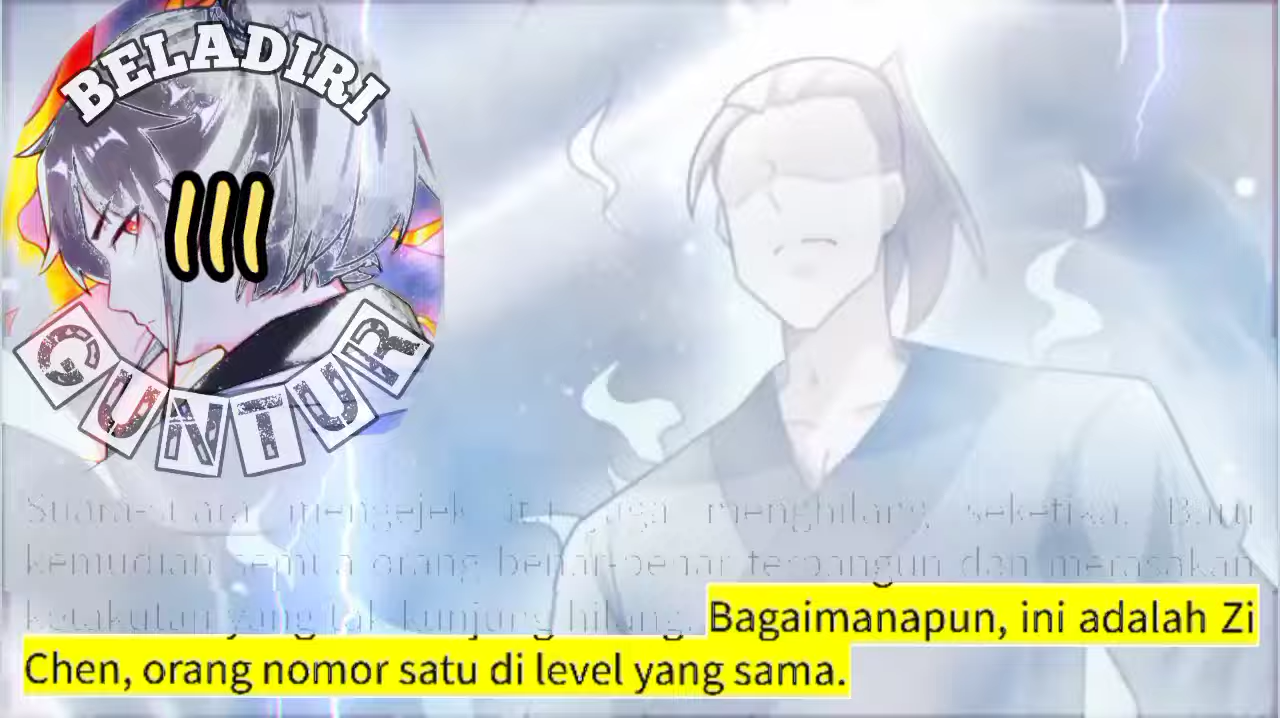 BELADIRI
III
GUNTUR
Suara-suara mengejek itu juga menghilang seketika. Baru
kemudian semua orang benar-benar terbangun dan merasakan
ketakutan yang tak kunjung hilang. Bagaimanapun, ini adalah Zi
Chen, orang nomor satu di level yang sama.